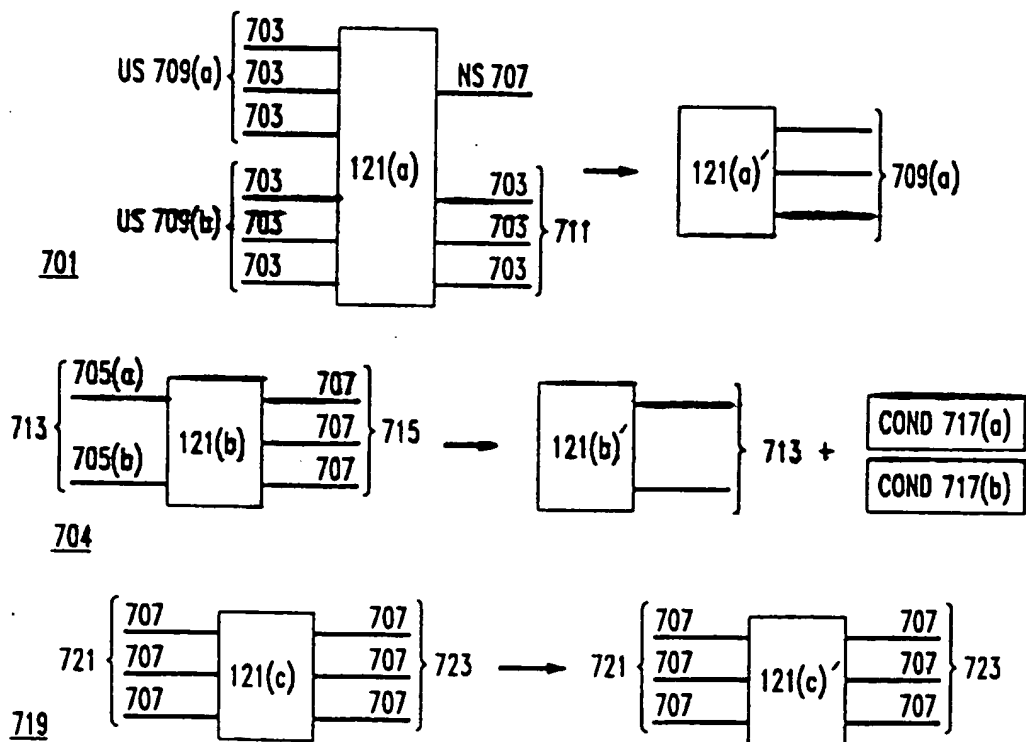 703
US 709(a) 703 NS 707
703
121(a) 121(a)′ 709(a)
703 703
US 709(b) 703 703 711
703 703
701
705(a) 707
713 121(b) 707 715 121(b)′ 713 + COND 717(a)
705(b) 707 COND 717(b)
704
707 707 707 707
721 707 121(c) 707 723 721 707 121(c)′ 707 723
707 707 707 707
719